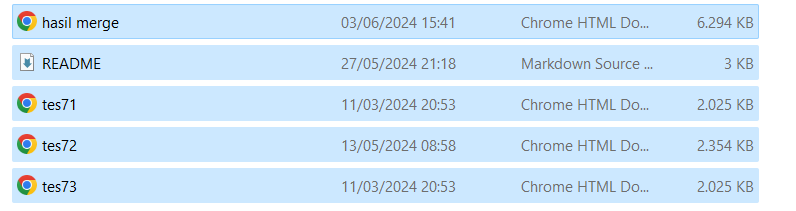 hasil merge 03/06/2024 15:41 Chrome HTML Do... 6.294 KB
README 27/05/2024 21:18 Markdown Source ... 3 KB
tes71 11/03/2024 20:53 Chrome HTML Do... 2.025 KB
tes72 13/05/2024 08:58 Chrome HTML Do... 2.354 KB
tes73 11/03/2024 20:53 Chrome HTML Do... 2.025 KB